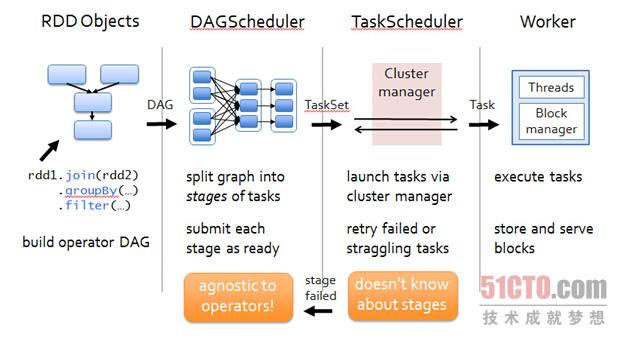 RDD Objects
DAGScheduler
TaskScheduler
Worker
DAG
TaskSet
Cluster
manager
Task
Threads
Block
manager
rdd1.join(rdd2)
.groupBy(…)
.filter(…)
build operator DAG
split graph into
stages of tasks
submit each
stage as ready
launch tasks via
cluster manager
retry failed or
straggling tasks
execute tasks
store and serve
blocks
agnostic to
operators!
stage
failed
doesn't know
about stages
51CTO.com
技术成就梦想